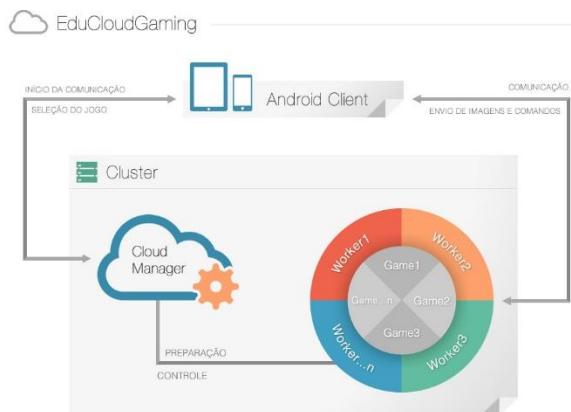 EduCloudGaming
INÍCIO DA COMUNICAÇÃO
SELEÇÃO DO JOGO
Android Client
COMUNICAÇÃO
ENVIO DE IMAGENS E COMANDOS
Cluster
Cloud
Manager
Worker1
Worker2
Game1
Game...n
Game2
Game3
Worker...n
Worker3
PREPARAÇÃO
CONTROLE